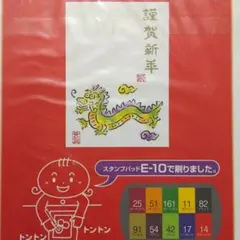 謹賀新年
スタンプパッドE-10で刷りました。
25 51 161 11 82
91 54 42 17 14
トントン
トントン